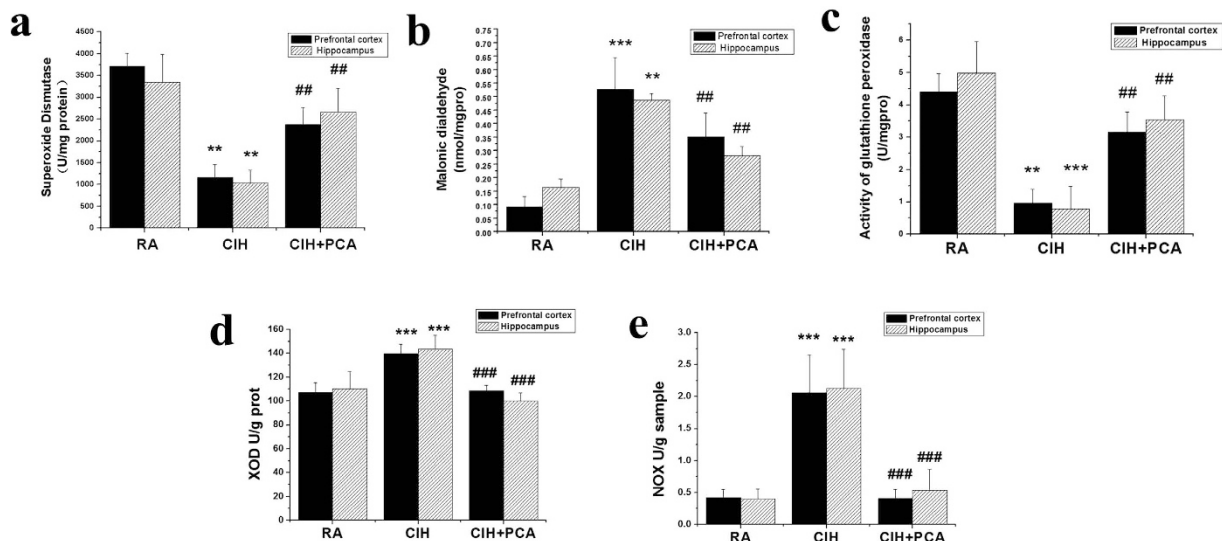 a
Superoxide Dismutase
(U/mg protein)
4500
4000
3500
3000
2500
2000
1500
1000
500
0
Prefrontal cortex
Hippocampus
**
**
##
##
RA
CIH
CIH+PCA
b
Malonic dialdehyde
(nmol/mgpro)
0.75
0.70
0.65
0.60
0.55
0.50
0.45
0.40
0.35
0.30
0.25
0.20
0.15
0.10
0.05
0.00
Prefrontal cortex
Hippocampus
***
**
##
##
RA
CIH
CIH+PCA
c
Activity of glutathione peroxidase
(U/mgpro)
6
5
4
3
2
1
0
Prefrontal cortex
Hippocampus
**
***
##
##
RA
CIH
CIH+PCA
d
XOD U/g prot
160
140
120
100
80
60
40
20
0
Prefrontal cortex
Hippocampus
***
***
###
###
RA
CIH
CIH+PCA
e
NOX U/g sample
3.0
2.5
2.0
1.5
1.0
0.5
0.0
Prefrontal cortex
Hippocampus
***
***
###
###
RA
CIH
CIH+PCA